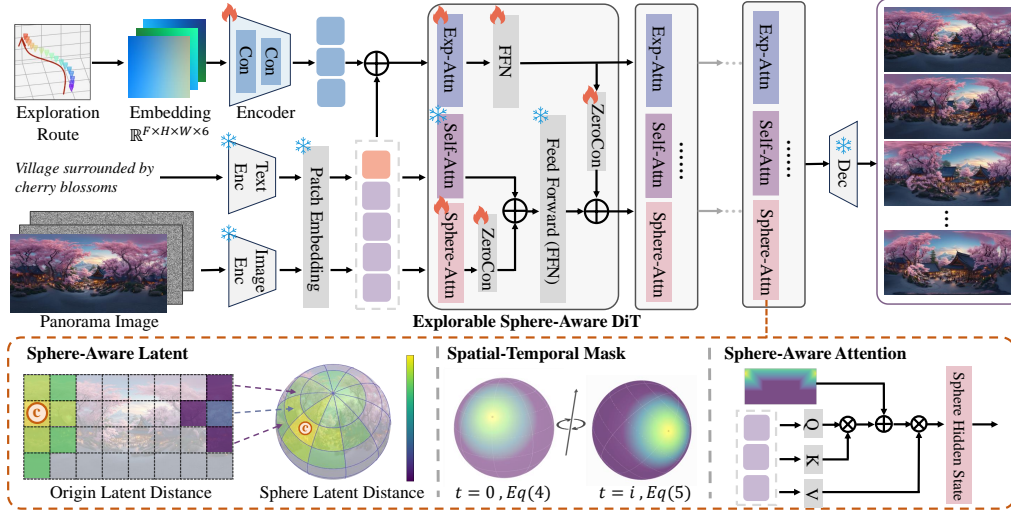 Exploration
Route
Embedding
ℝ^{F×H×W×6}
Con
Con
Encoder
Village surrounded by
cherry blossoms
Text
Enc
Image
Enc
Patch Embedding
Panorama Image
Exp-Attn
FFN
ZeroCon
Self-Attn
Sphere-Attn
ZeroCon
Feed Forward (FFN)
Exp-Attn
Self-Attn
......
Sphere-Attn
Exp-Attn
Self-Attn
......
Sphere-Attn
Dec
Explorable Sphere-Aware DiT
Sphere-Aware Latent
C
C
Origin Latent Distance
Sphere Latent Distance
Spatial-Temporal Mask
t = 0 , Eq(4)
t = i, Eq(5)
Sphere-Aware Attention
Q
K
V
Sphere Hidden
State